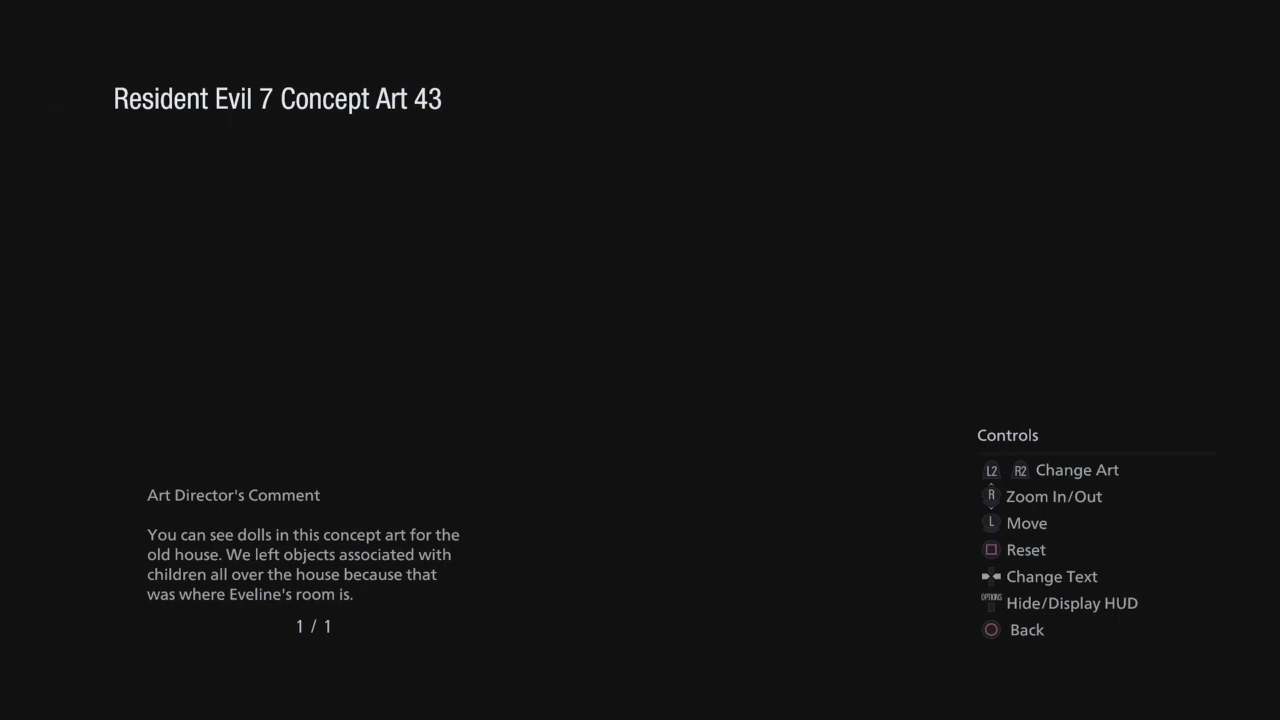 Resident Evil 7 Concept Art 43
Art Director's Comment
You can see dolls in this concept art for the
old house. We left objects associated with
children all over the house because that
was where Eveline's room is.
1 / 1
Controls
L2 R2 Change Art
R Zoom In/Out
L Move
Reset
Change Text
OPTIONS Hide/Display HUD
Back